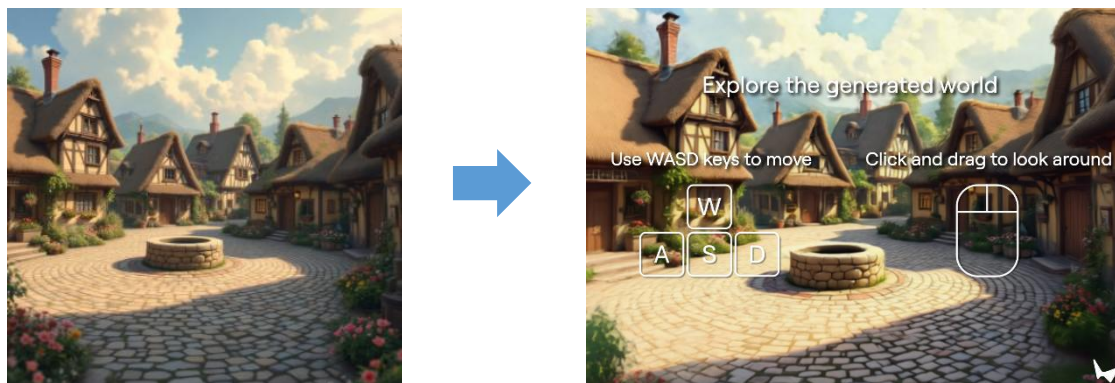 Explore the generated world
Use WASD keys to move
Click and drag to look around
W
A S D